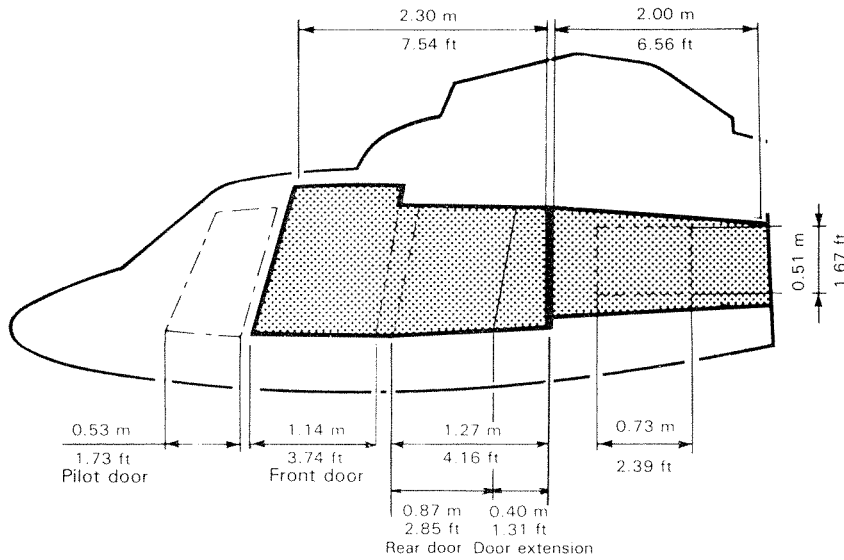 2.30 m
7.54 ft
2.00 m
6.56 ft
0.51 m
1.67 ft
0.53 m
1.73 ft
Pilot door
1.14 m
3.74 ft
Front door
1.27 m
4.16 ft
0.73 m
2.39 ft
0.87 m
2.85 ft
Rear door
0.40 m
1.31 ft
Door extension